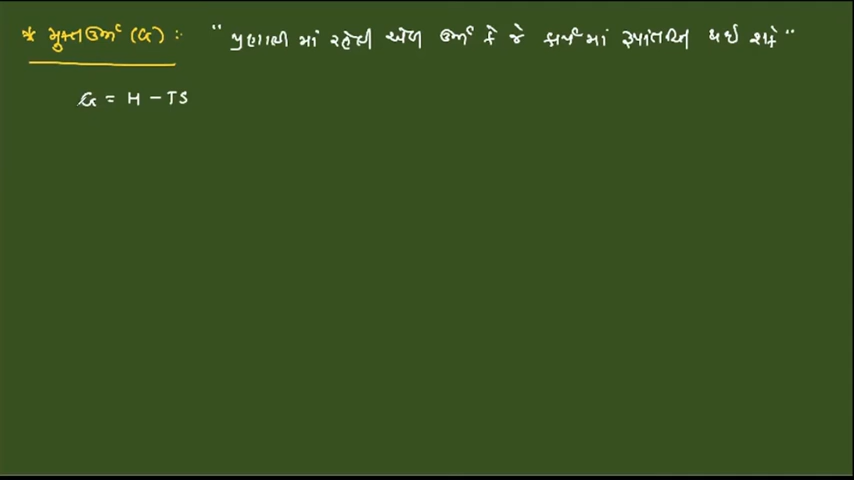 * મુક્તઊર્જા (G) : " પ્રણાલી માં રહેલી એવી ઊર્જા કે જે કાર્યમાં રૂપાંતરિત થઈ શકે "
G = H - TS